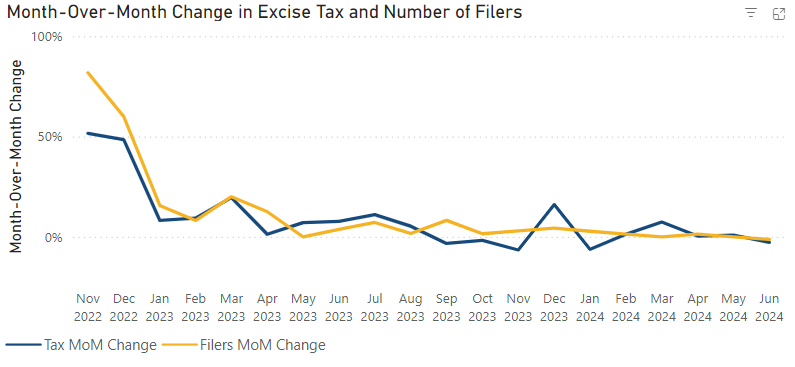 Month-Over-Month Change in Excise Tax and Number of Filers
100%
50%
0%
Month-Over-Month Change
Nov Dec Jan Feb Mar Apr May Jun Jul Aug Sep Oct Nov Dec Jan Feb Mar Apr May Jun
2022 2022 2023 2023 2023 2023 2023 2023 2023 2023 2023 2023 2023 2023 2024 2024 2024 2024 2024 2024
Tax MoM Change Filers MoM Change